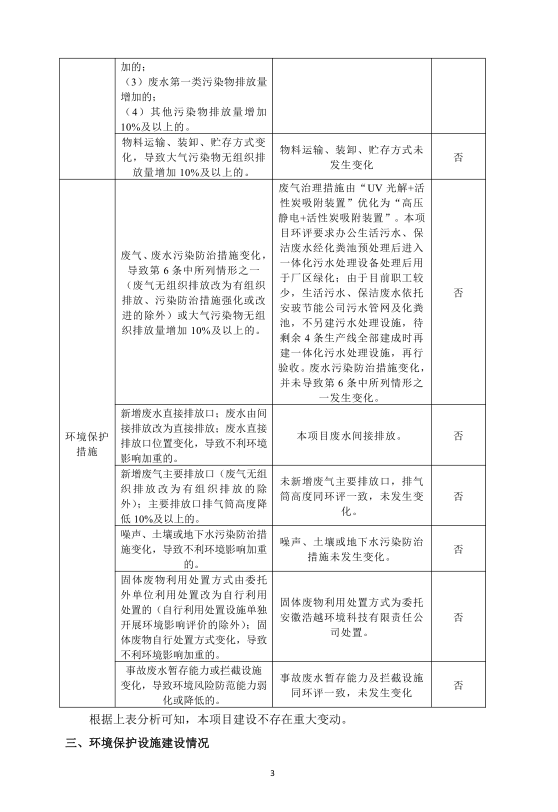 加的；
（3）废水第一类污染物排放量
增加的；
（4）其他污染物排放量增加
10%及以上的。
物料运输、装卸、贮存方式变
化，导致大气污染物无组织排
放量增加 10%及以上的。
物料运输、装卸、贮存方式未
发生变化
否
环境保护
措施
废气、废水污染防治措施变化，
导致第 6 条中所列情形之一
（废气无组织排放改为有组织
排放、污染防治措施强化或改
进的除外）或大气污染物无组
织排放量增加 10%及以上的。
废气治理措施由“UV 光解+活
性炭吸附装置”优化为“高压
静电+活性炭吸附装置”。本项
目环评要求办公生活污水、保
洁废水经化粪池预处理后进入
一体化污水处理设备处理后用
于厂区绿化；由于目前职工较
少，生活污水、保洁废水依托
安玻节能公司污水管网及化粪
池，不另建污水处理设施，待
剩余 4 条生产线全部建成时再
建一体化污水处理设施，再行
验收。废水污染防治措施变化，
并未导致第 6 条中所列情形之
一发生变化。
否
新增废水直接排放口；废水由间
接排放改为直接排放；废水直接
排放口位置变化，导致不利环境
影响加重的。
本项目废水间接排放。
否
新增废气主要排放口（废气无组
织排放改为有组织排放的除
外）；主要排放口排气筒高度降
低 10%及以上的。
未新增废气主要排放口，排气
筒高度同环评一致，未发生变
化。
否
噪声、土壤或地下水污染防治措
施变化，导致不利环境影响加重
的。
噪声、土壤或地下水污染防治
措施未发生变化。
否
固体废物利用处置方式由委托
外单位利用处置改为自行利用
处置的（自行利用处置设施单独
开展环境影响评价的除外）；固
体废物自行处置方式变化，导致
不利环境影响加重的。
固体废物利用处置方式为委托
安徽浩越环境科技有限责任公
司处置。
否
事故废水暂存能力或拦截设施
变化，导致环境风险防范能力弱
化或降低的。
事故废水暂存能力及拦截设施
同环评一致，未发生变化
否
根据上表分析可知，本项目建设不存在重大变动。
三、环境保护设施建设情况
3